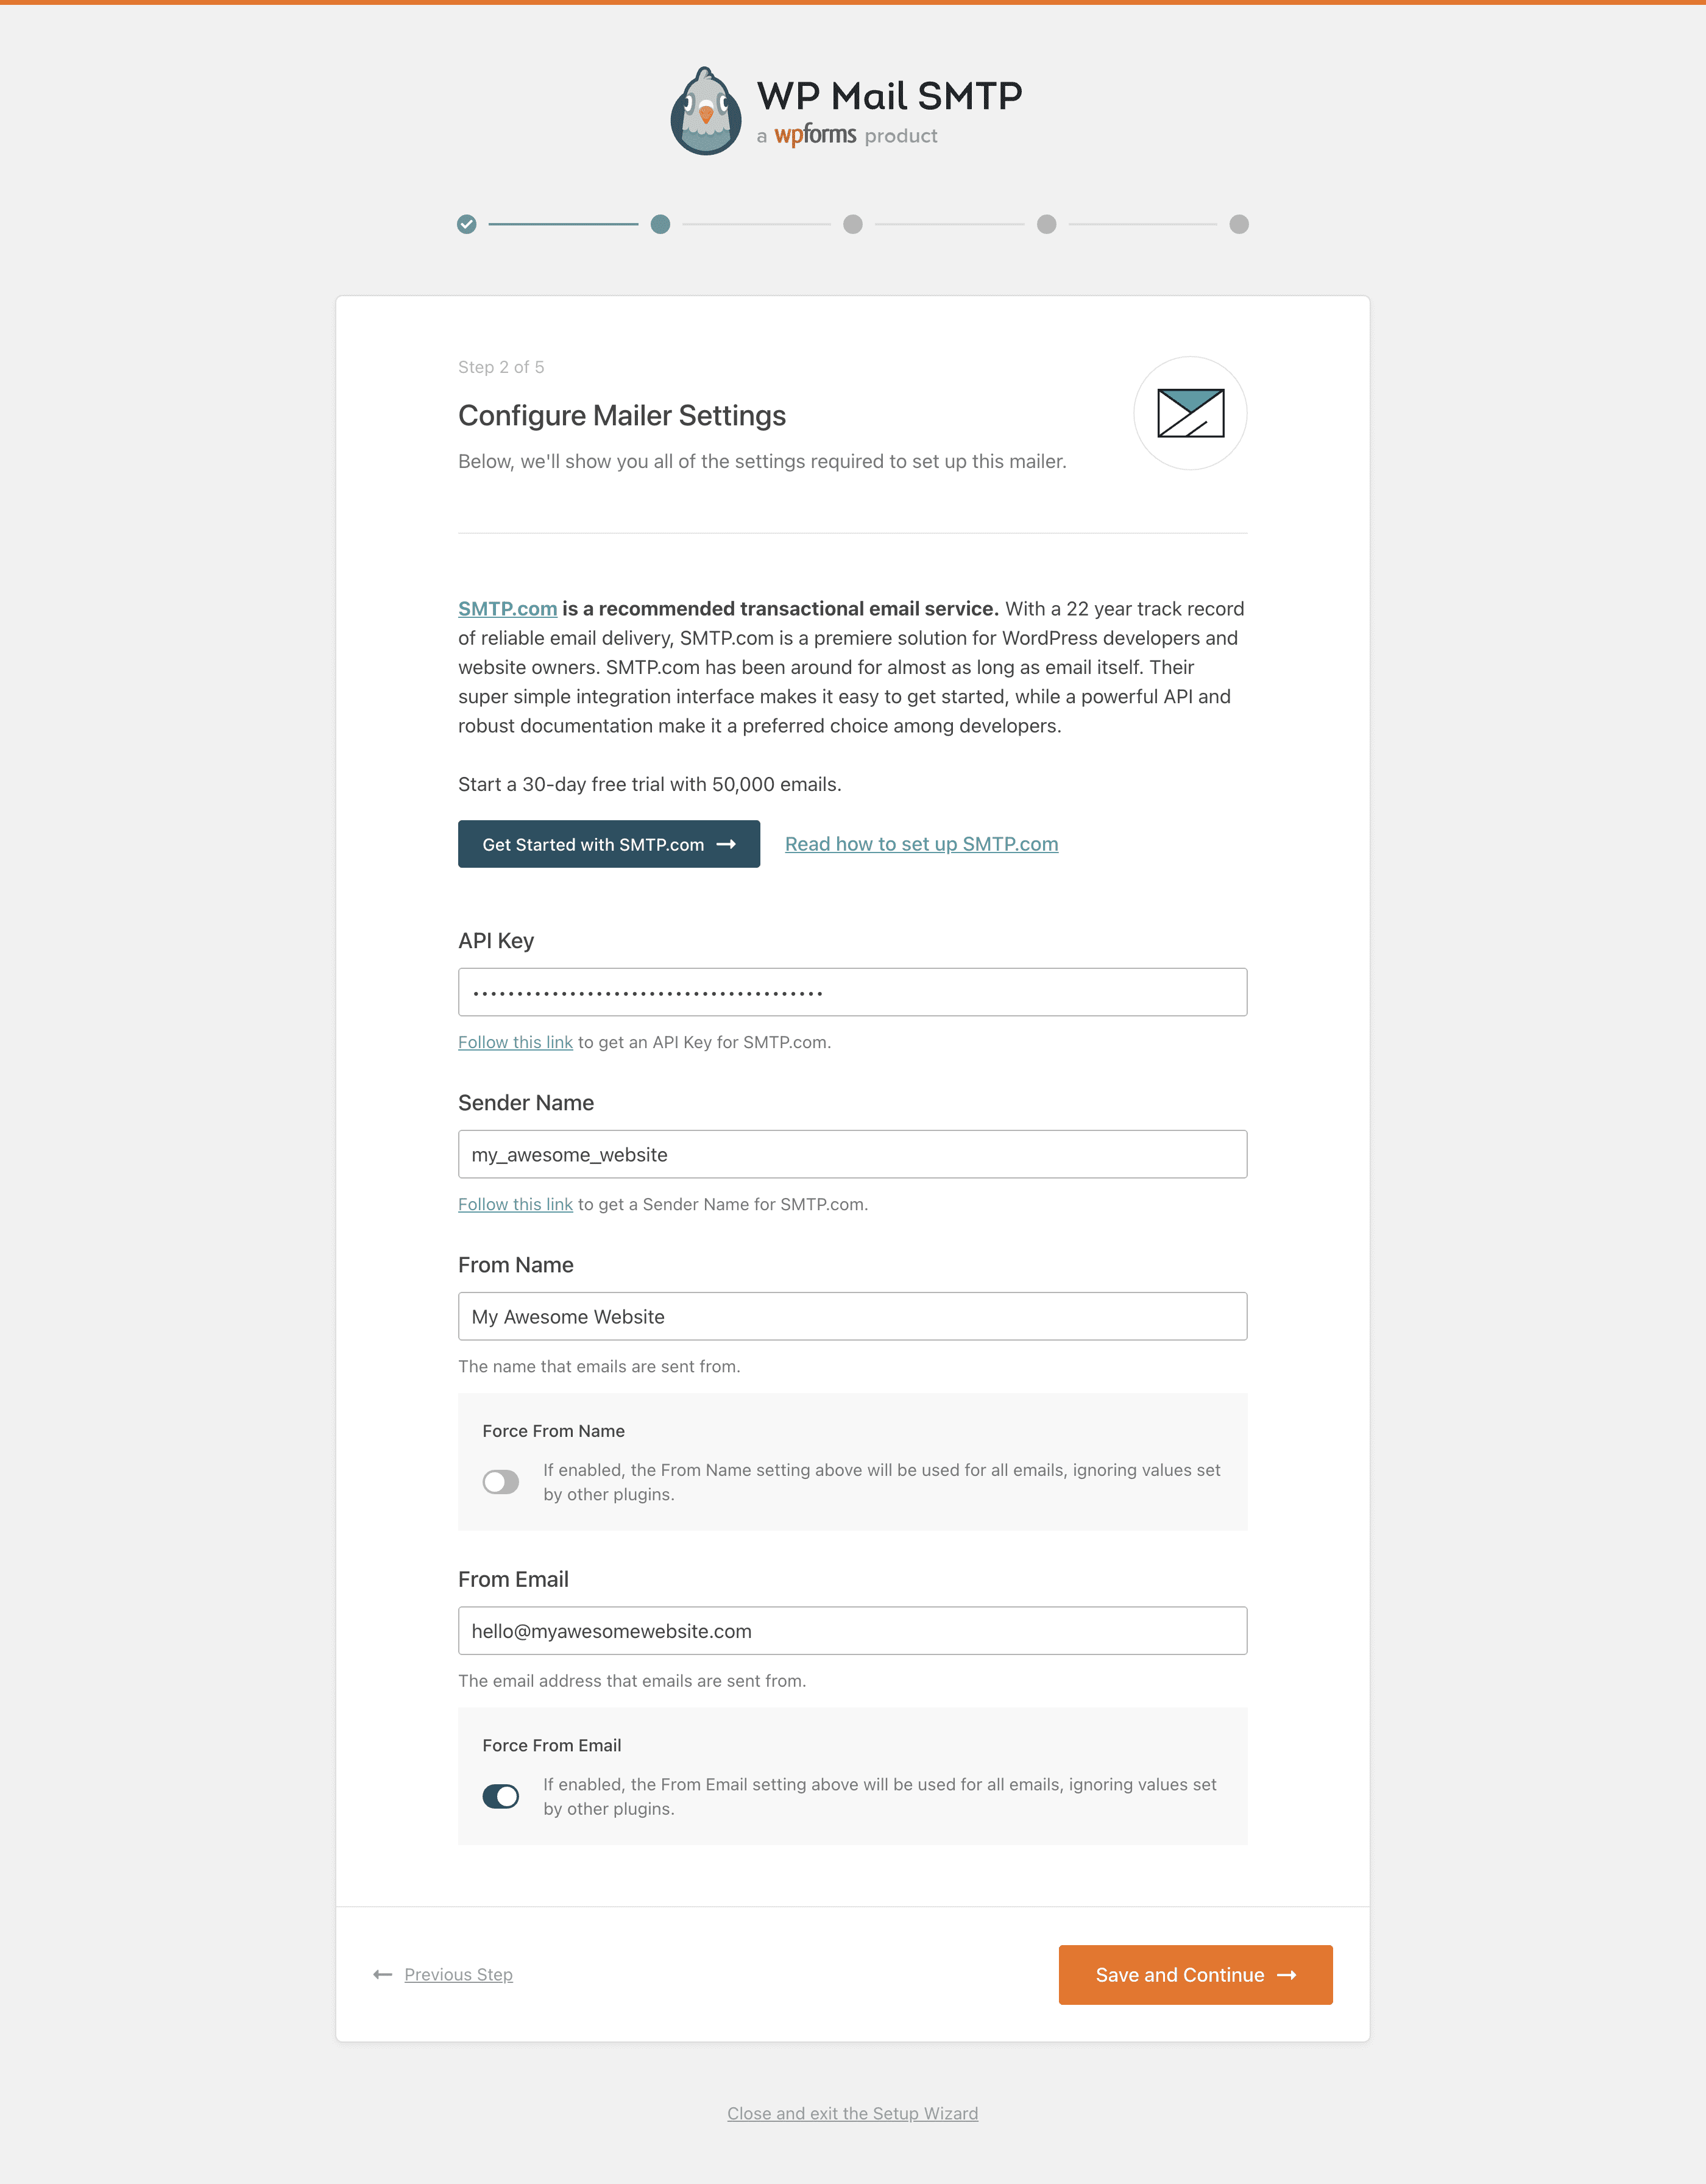 WP Mail SMTP
a wpforms product
Step 2 of 5
Configure Mailer Settings
Below, we'll show you all of the settings required to set up this mailer.
SMTP.com is a recommended transactional email service. With a 22 year track record
of reliable email delivery, SMTP.com is a premiere solution for WordPress developers and
website owners. SMTP.com has been around for almost as long as email itself. Their
super simple integration interface makes it easy to get started, while a powerful API and
robust documentation make it a preferred choice among developers.
Start a 30-day free trial with 50,000 emails.
Get Started with SMTP.com → Read how to set up SMTP.com
API Key
••••••••••••••••••••••••••••••••••••••••
Follow this link to get an API Key for SMTP.com.
Sender Name
my_awesome_website
Follow this link to get a Sender Name for SMTP.com.
From Name
My Awesome Website
The name that emails are sent from.
Force From Name
If enabled, the From Name setting above will be used for all emails, ignoring values set
by other plugins.
From Email
hello@myawesomewebsite.com
The email address that emails are sent from.
Force From Email
If enabled, the From Email setting above will be used for all emails, ignoring values set
by other plugins.
← Previous Step Save and Continue →
Close and exit the Setup Wizard